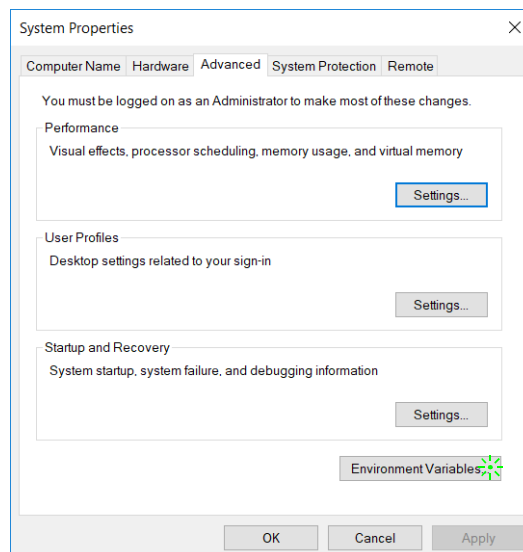 System Properties
Computer Name Hardware Advanced System Protection Remote
You must be logged on as an Administrator to make most of these changes.
Performance
Visual effects, processor scheduling, memory usage, and virtual memory
Settings...
User Profiles
Desktop settings related to your sign-in
Settings...
Startup and Recovery
System startup, system failure, and debugging information
Settings...
Environment Variables...
OK Cancel Apply